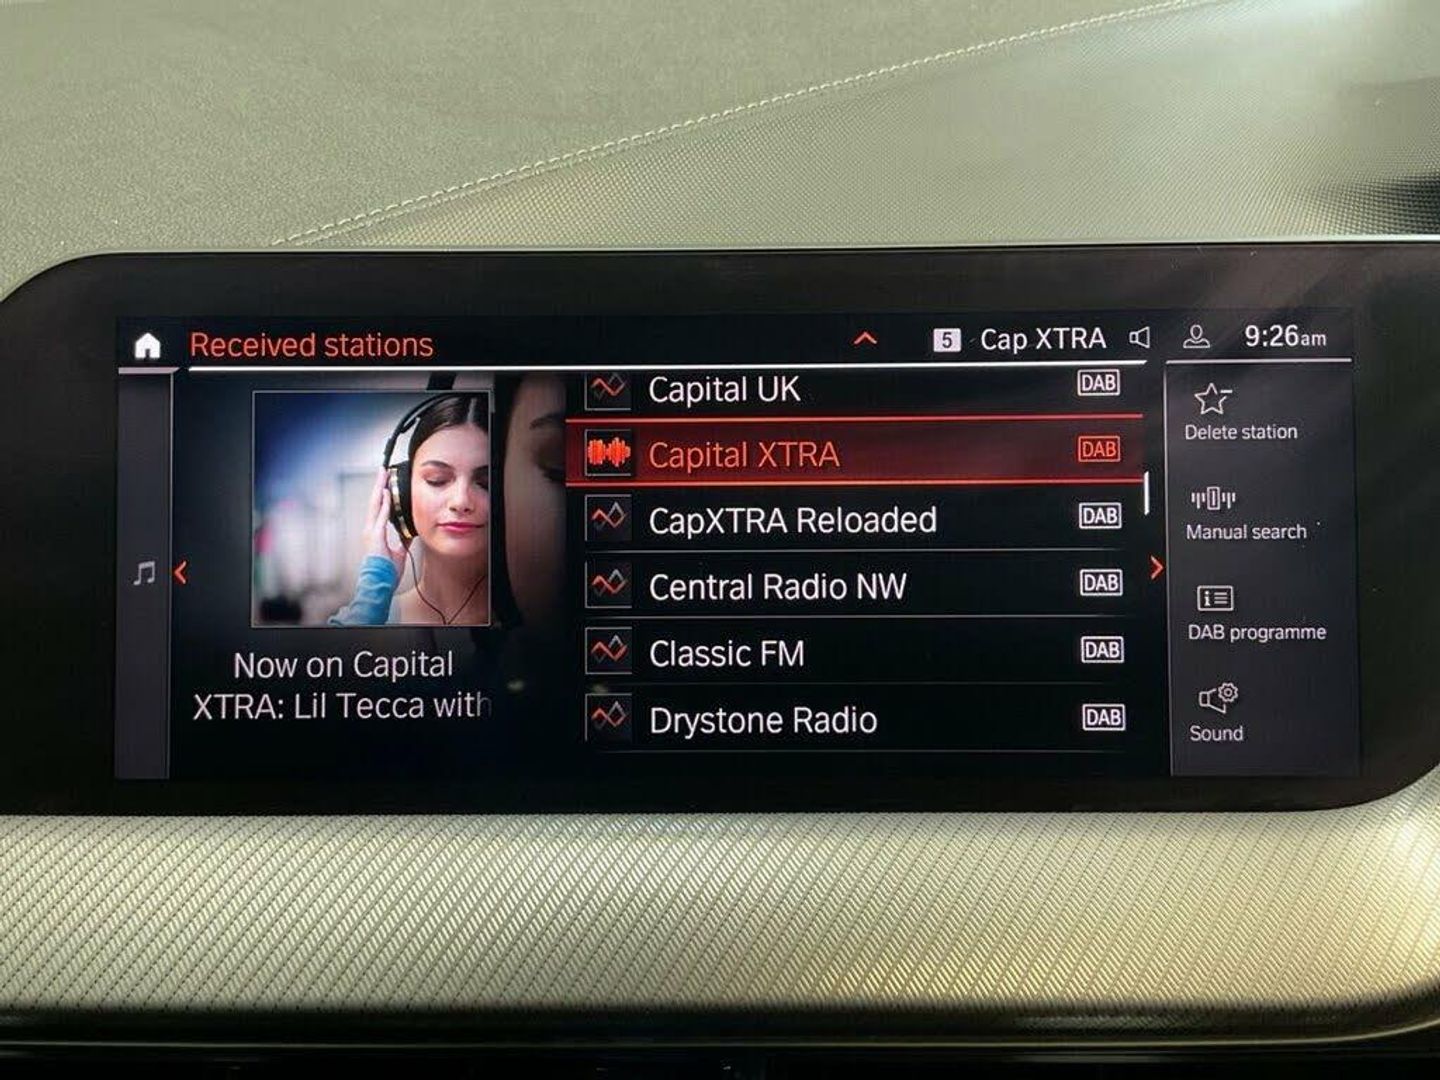 Received stations
5 Cap XTRA
9:26am
Capital UK DAB
Capital XTRA DAB
CapXTRA Reloaded DAB
Central Radio NW DAB
Classic FM DAB
Drystone Radio DAB
Now on Capital
XTRA: Lil Tecca with
Delete station
Manual search
DAB programme
Sound